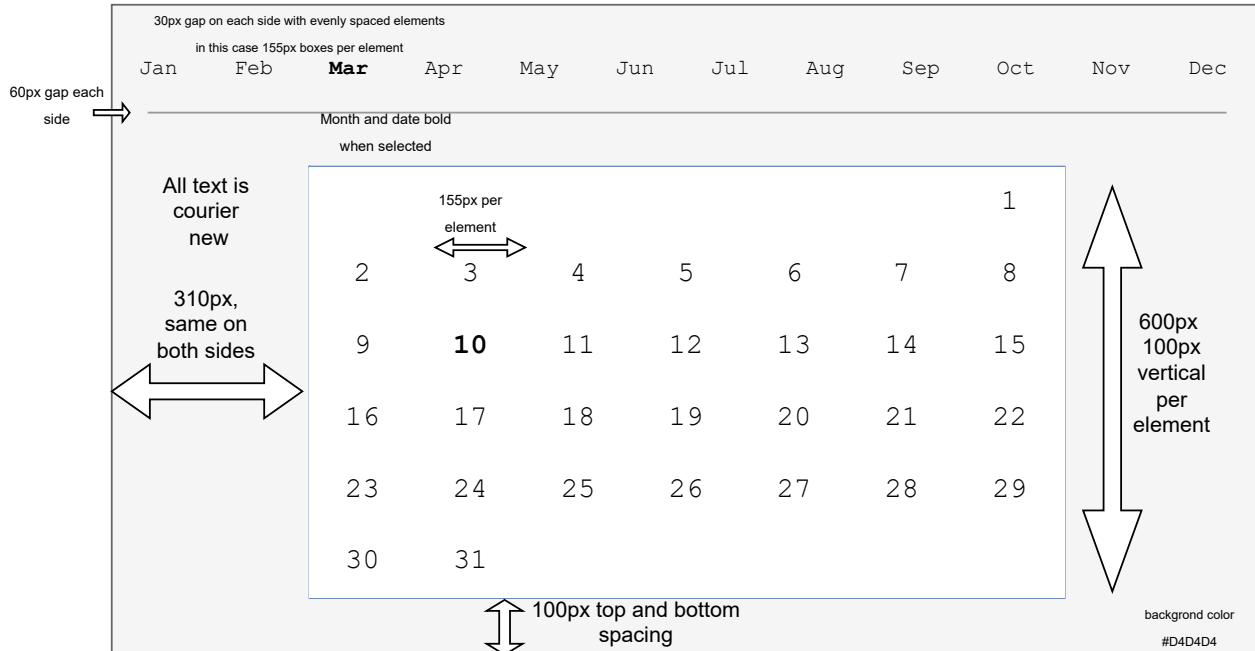 30px gap on each side with evenly spaced elements
in this case 155px boxes per element
Jan Feb Mar Apr May Jun Jul Aug Sep Oct Nov Dec
60px gap each
side
Month and date bold
when selected
All text is
courier
new
155px per
element
1
2 3 4 5 6 7 8
310px,
same on
both sides
9 10 11 12 13 14 15
600px
100px
vertical
per
element
16 17 18 19 20 21 22
23 24 25 26 27 28 29
30 31
100px top and bottom
spacing
backgrond color
#D4D4D4